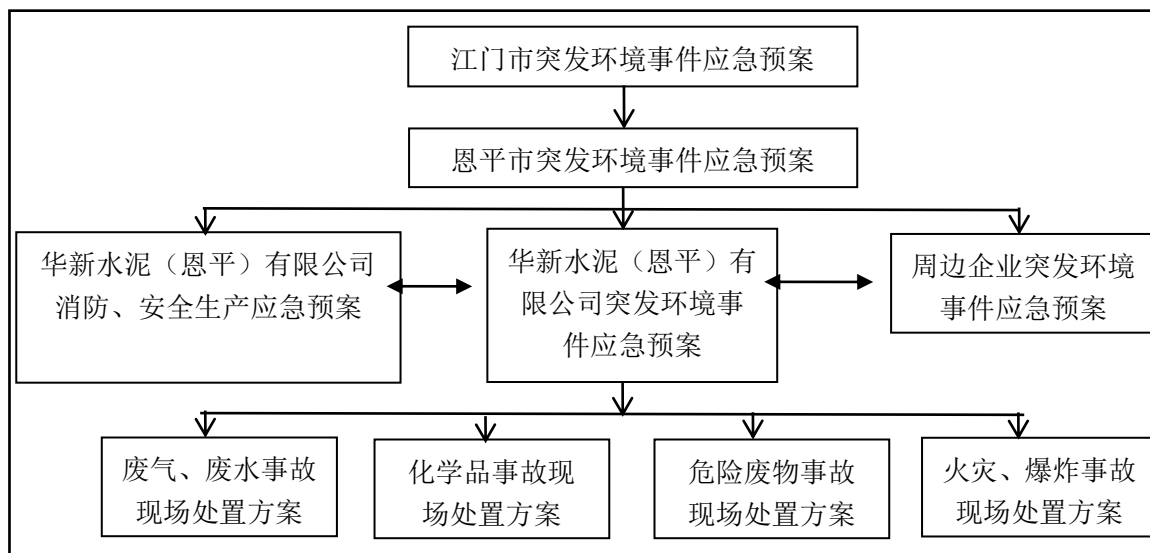 江门市突发环境事件应急预案
恩平市突发环境事件应急预案
华新水泥（恩平）有限公司
消防、安全生产应急预案
华新水泥（恩平）有
限公司突发环境事
件应急预案
周边企业突发环境
事件应急预案
废气、废水事故
现场处置方案
化学品事故现
场处置方案
危险废物事故
现场处置方案
火灾、爆炸事故
现场处置方案